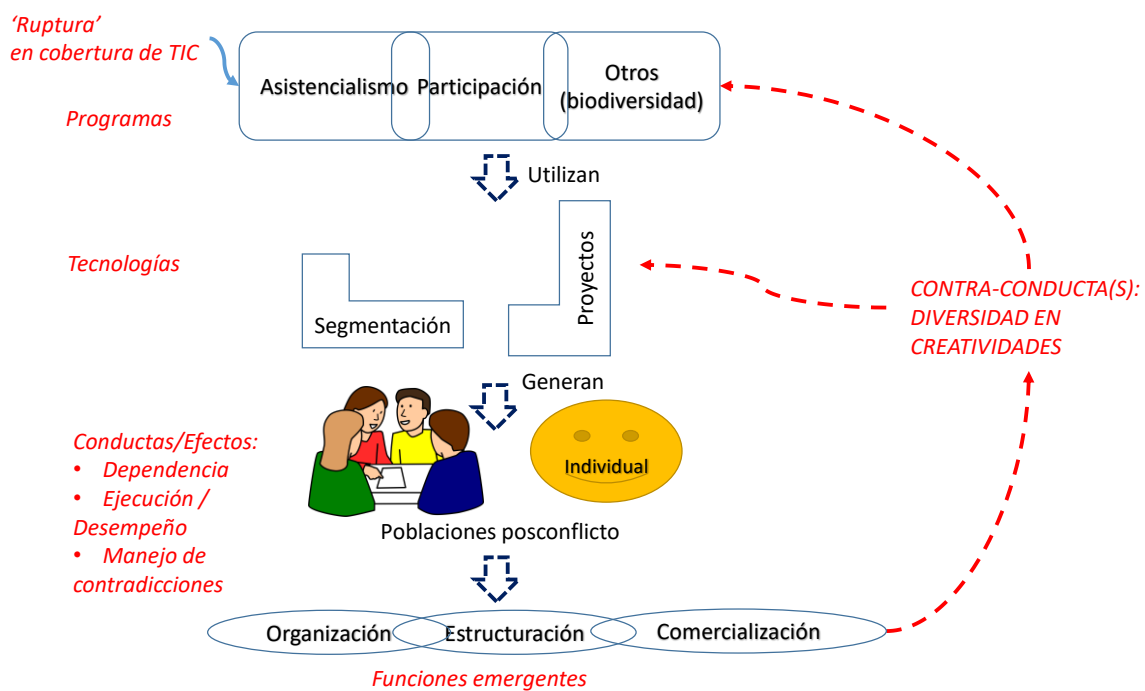 ‘Ruptura’
en cobertura de TIC
Asistencialismo
Participación
Otros
(biodiversidad)
Programas
Utilizan
Tecnologías
Segmentación
Proyectos
CONTRA-CONDUCTA(S):
DIVERSIDAD EN
CREATIVIDADES
Generan
Conductas/Efectos:
• Dependencia
• Ejecución /
Desempeño
• Manejo de
contradicciones
Individual
Poblaciones posconflicto
Organización
Estructuración
Comercialización
Funciones emergentes